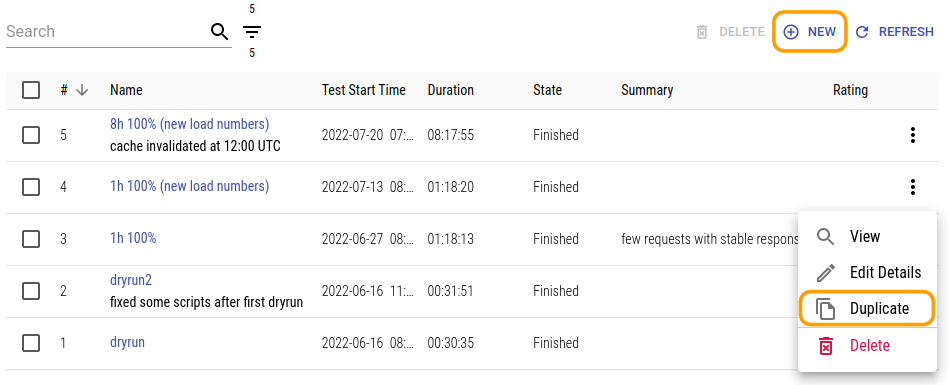 5
Search
5
DELETE NEW REFRESH
# Name Test Start Time Duration State Summary Rating
5 8h 100% (new load numbers) 2022-07-20 07:... 08:17:55 Finished
cache invalidated at 12:00 UTC
4 1h 100% (new load numbers) 2022-07-13 08:... 01:18:20 Finished
3 1h 100% 2022-06-27 08:... 01:18:13 Finished few requests with stable respons
2 dryrun2 2022-06-16 11:... 00:31:51 Finished
fixed some scripts after first dryrun
1 dryrun 2022-06-16 08:... 00:30:35 Finished
View
Edit Details
Duplicate
Delete